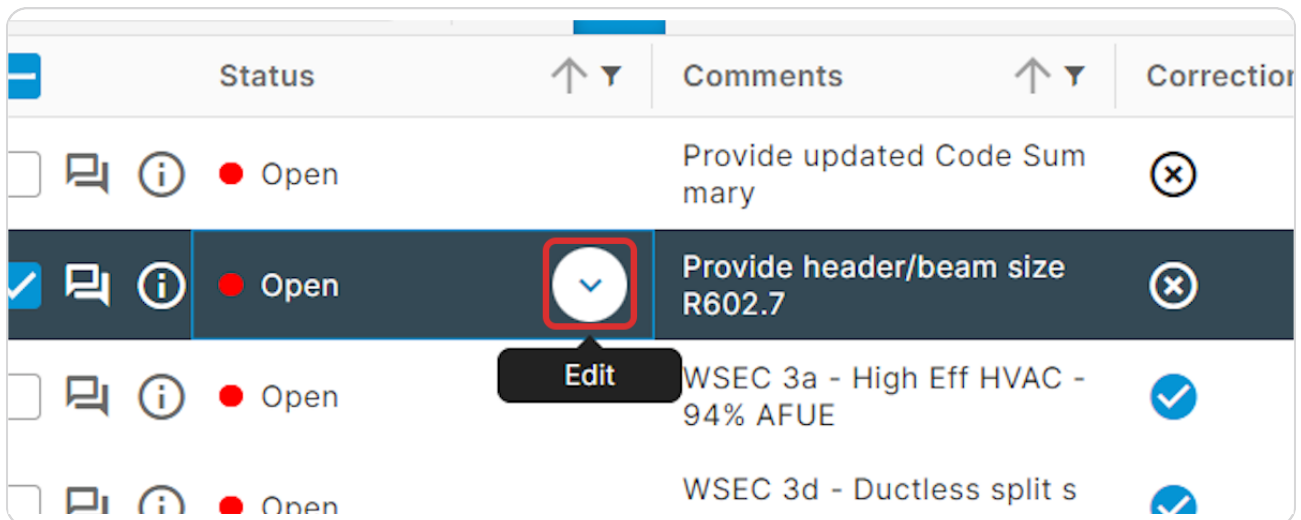 Status
Comments
Correction
Open
Provide updated Code Sum
mary
Open
Provide header/beam size
R602.7
Edit
Open
WSEC 3a - High Eff HVAC -
94% AFUE
Open
WSEC 3d - Ductless split s